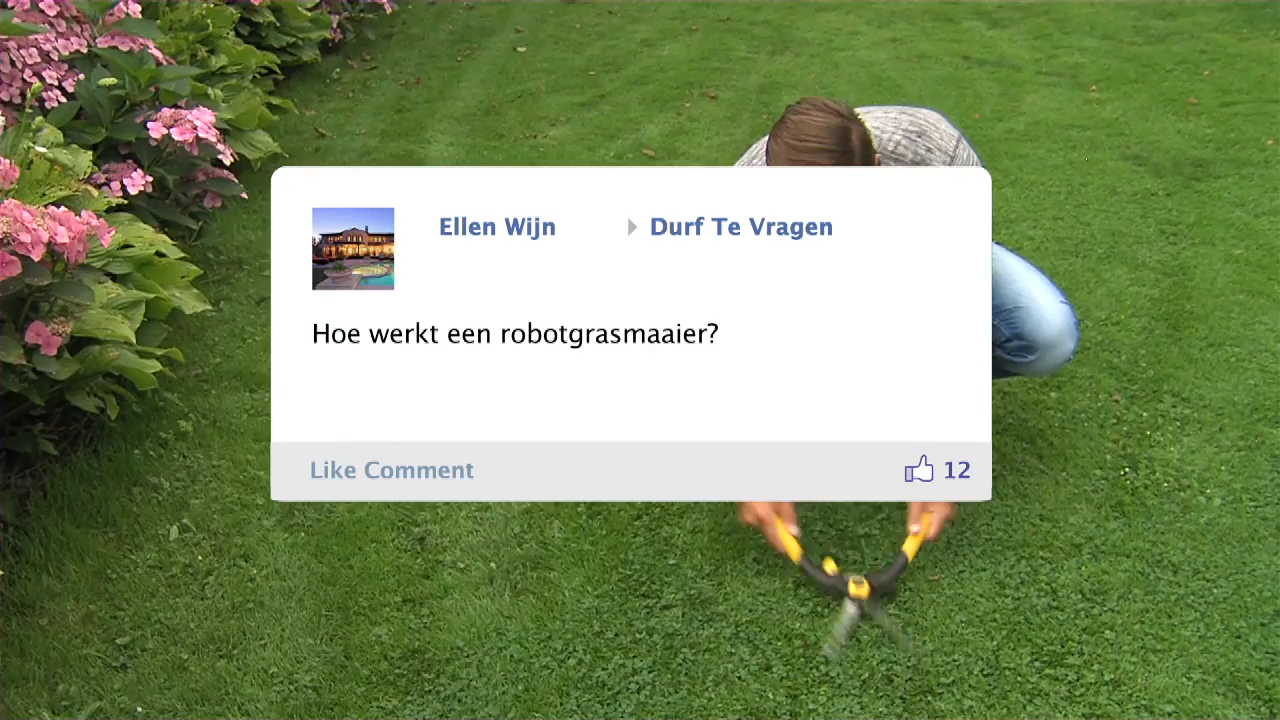 Ellen Wijn Durf Te Vragen
Hoe werkt een robotgrasmaaier?
Like Comment 12